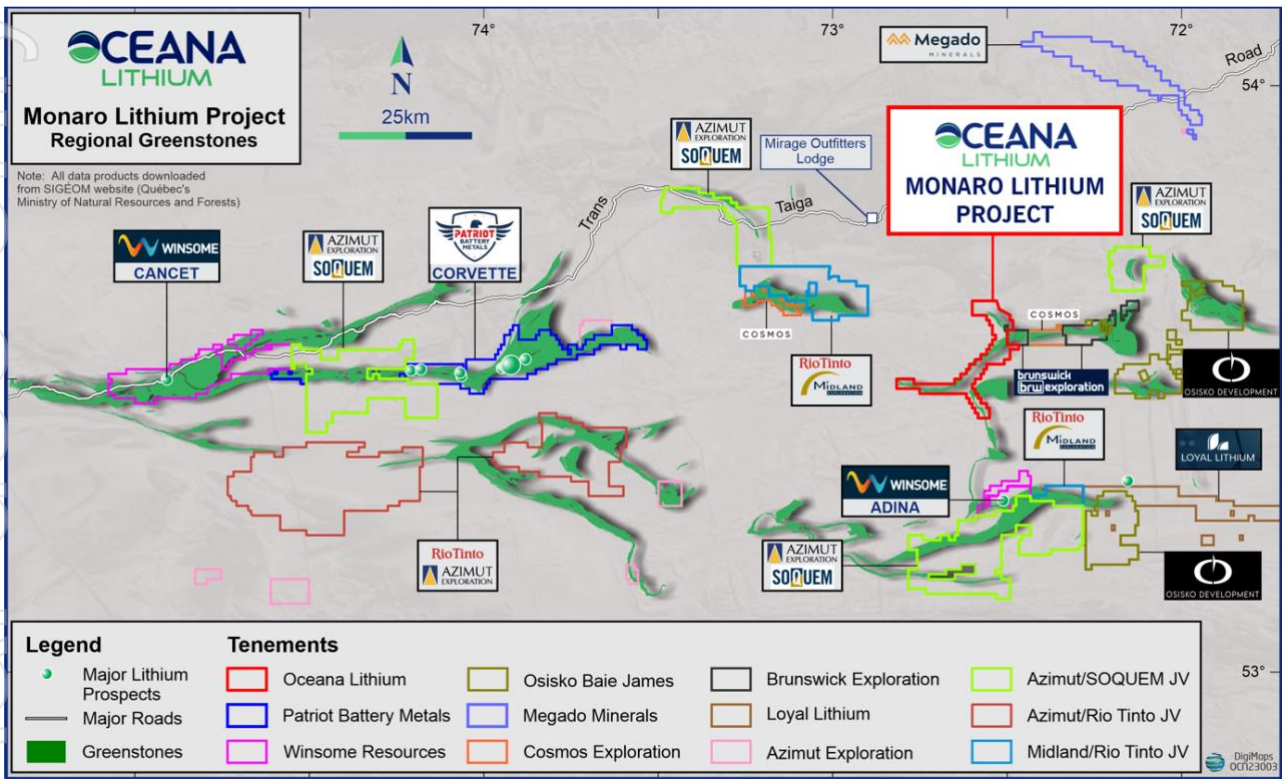 OCEANA
LITHIUM
Monaro Lithium Project
Regional Greenstones
Note: All data products downloaded
from SIGÉOM website (Québec's
Ministry of Natural Resources and Forests)
N
25km
74°
73°
72°
54°
53°
Megado
MINERALS
Road
AZIMUT
EXPLORATION
SOQUEM
Mirage Outfitters
Lodge
Trans
Taiga
OCEANA
LITHIUM
MONARO LITHIUM
PROJECT
AZIMUT
EXPLORATION
SOQUEM
WINSOME
CANCET
AZIMUT
EXPLORATION
SOQUEM
PATRIOT
BATTERY
METALS
CORVETTE
COSMOS
COSMOS
RioTinto
MIDLAND
EXPLORATION
brunswick
brw exploration
OSISKO DEVELOPMENT
RioTinto
MIDLAND
EXPLORATION
LOYAL LITHIUM
WINSOME
ADINA
RioTinto
AZIMUT
EXPLORATION
AZIMUT
EXPLORATION
SOQUEM
OSISKO DEVELOPMENT
Legend
Major Lithium
Prospects
Major Roads
Greenstones
Tenements
Oceana Lithium
Patriot Battery Metals
Winsome Resources
Osisko Baie James
Megado Minerals
Cosmos Exploration
Brunswick Exploration
Loyal Lithium
Azimut Exploration
Azimut/SOQUEM JV
Azimut/Rio Tinto JV
Midland/Rio Tinto JV
DigiMaps
OCN23003